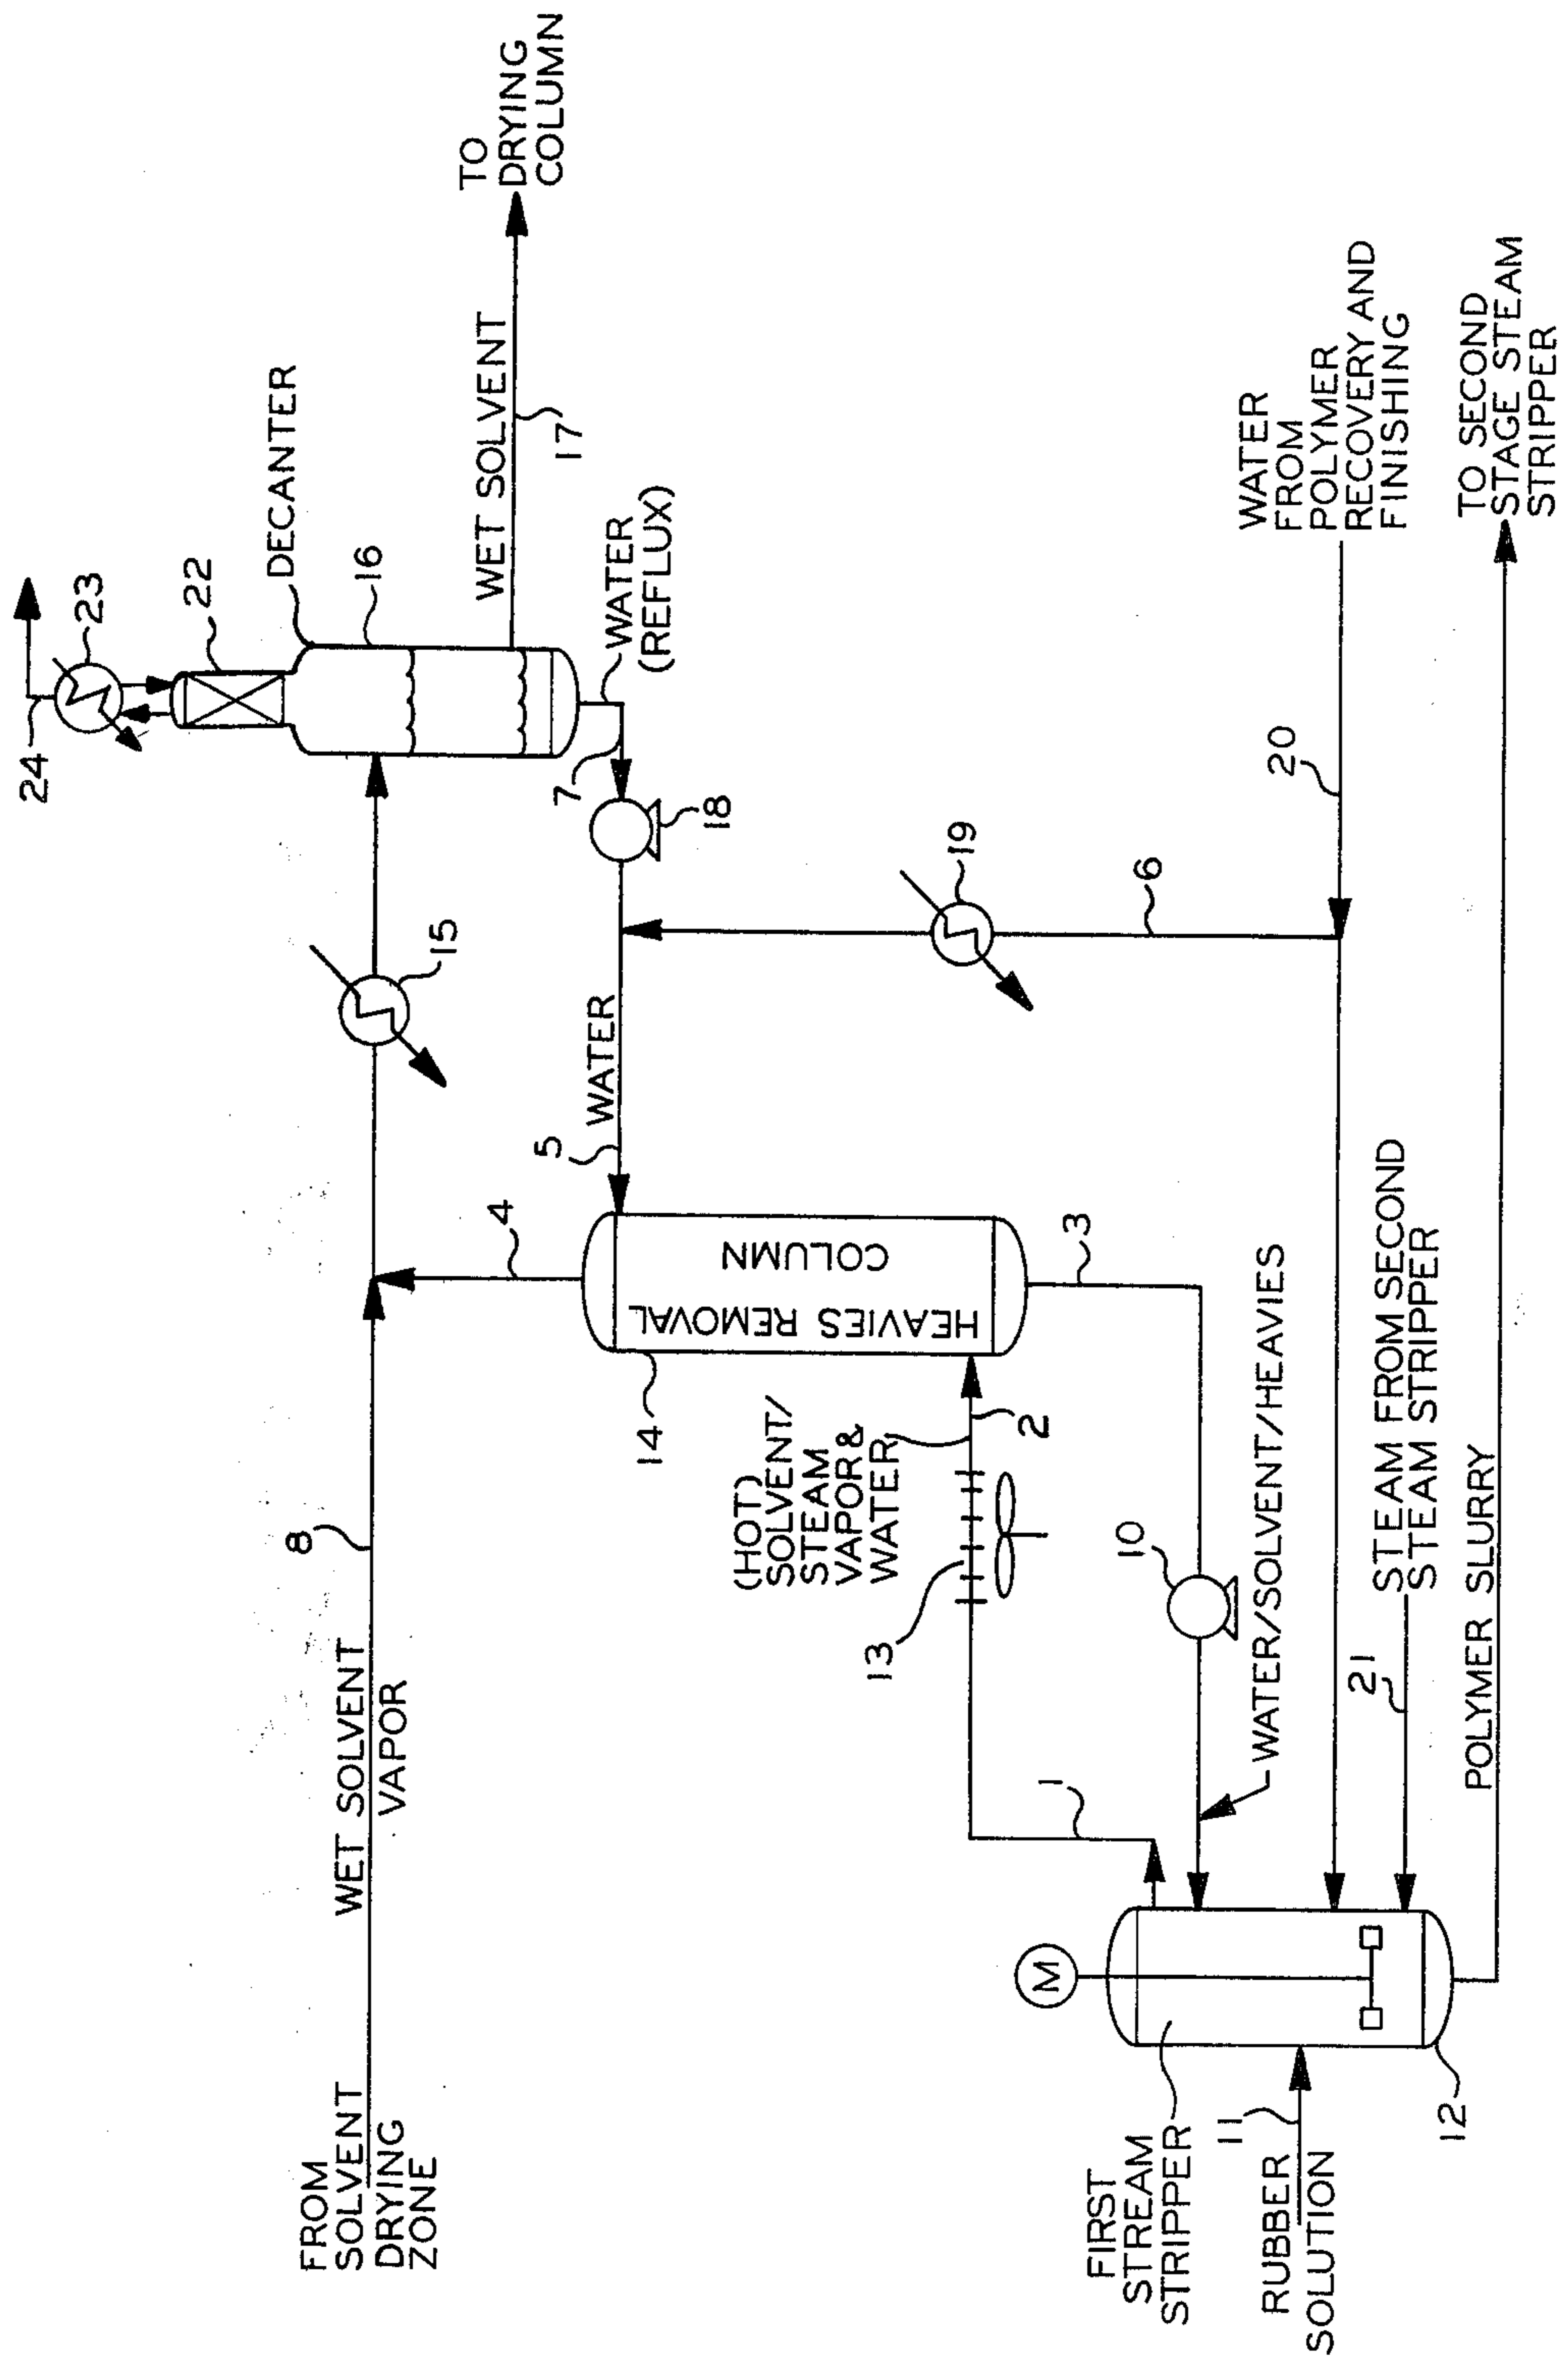 FROM
SOLVENT
DRYING
ZONE
WET SOLVENT
VAPOR
8
4
15
24
23
22
DECANTER
16
WET SOLVENT
17
TO
DRYING
COLUMN
WATER
(REFLUX)
7
18
WATER
5
19
6
14
HEAVIES REMOVAL
COLUMN
(HOT)
SOLVENT/
STEAM
VAPOR &
WATER
2
13
3
10
WATER/SOLVENT/HEAVIES
1
M
FIRST
STREAM
STRIPPER
RUBBER
SOLUTION
11
12
20
WATER
FROM
POLYMER
RECOVERY AND
FINISHING
21
STEAM FROM SECOND
STEAM STRIPPER
POLYMER SLURRY
TO SECOND
STAGE STEAM
STRIPPER